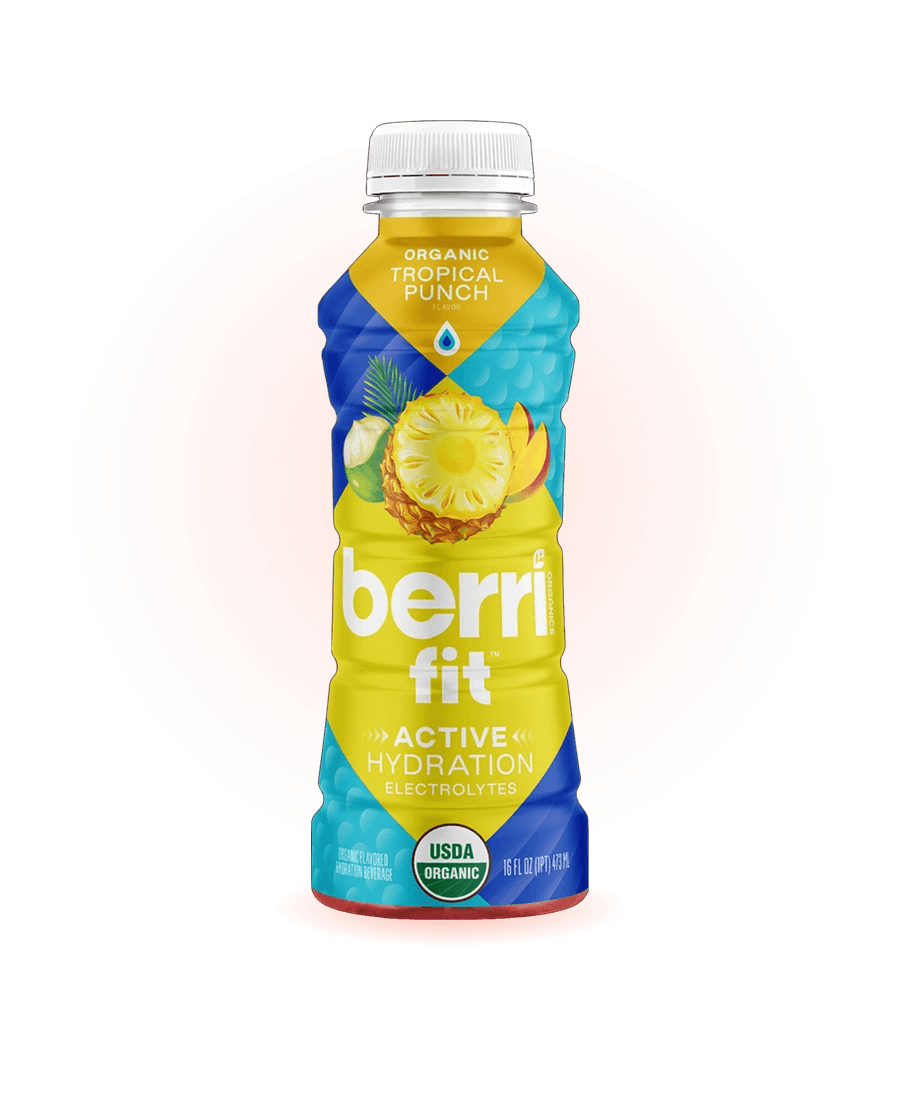 ORGANIC
TROPICAL
PUNCH
FLAVOR
berri
ORGANICS
fit™
ACTIVE
HYDRATION
ELECTROLYTES
ORGANIC FLAVORED
HYDRATION BEVERAGE
USDA
ORGANIC
16 FL OZ (1PT) 473 ML